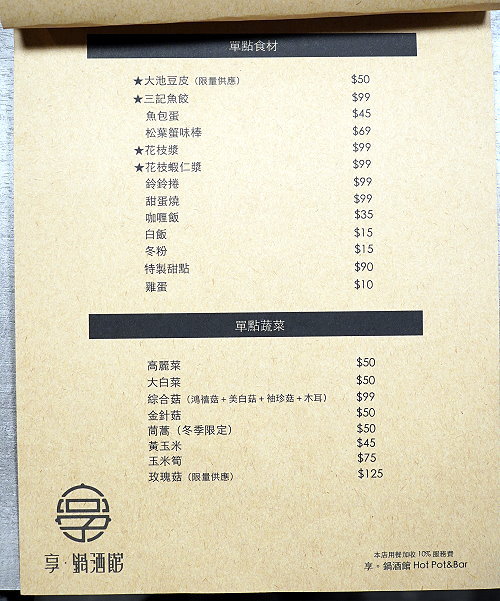 單點食材
★大池豆皮（限量供應） $50
★三記魚餃 $99
魚包蛋 $45
松葉蟹味棒 $69
★花枝漿 $99
★花枝蝦仁漿 $99
鈴鈴捲 $99
甜蛋燒 $99
咖喱飯 $35
白飯 $15
冬粉 $15
特製甜點 $90
雞蛋 $10
單點蔬菜
高麗菜 $50
大白菜 $50
綜合菇（鴻禧菇+美白菇+袖珍菇+木耳） $99
金針菇 $50
茼蒿（冬季限定） $50
黃玉米 $45
玉米筍 $75
玫瑰菇（限量供應） $125
享・鍋酒館
本店用餐加收 10% 服務費
享。鍋酒館 Hot Pot&Bar